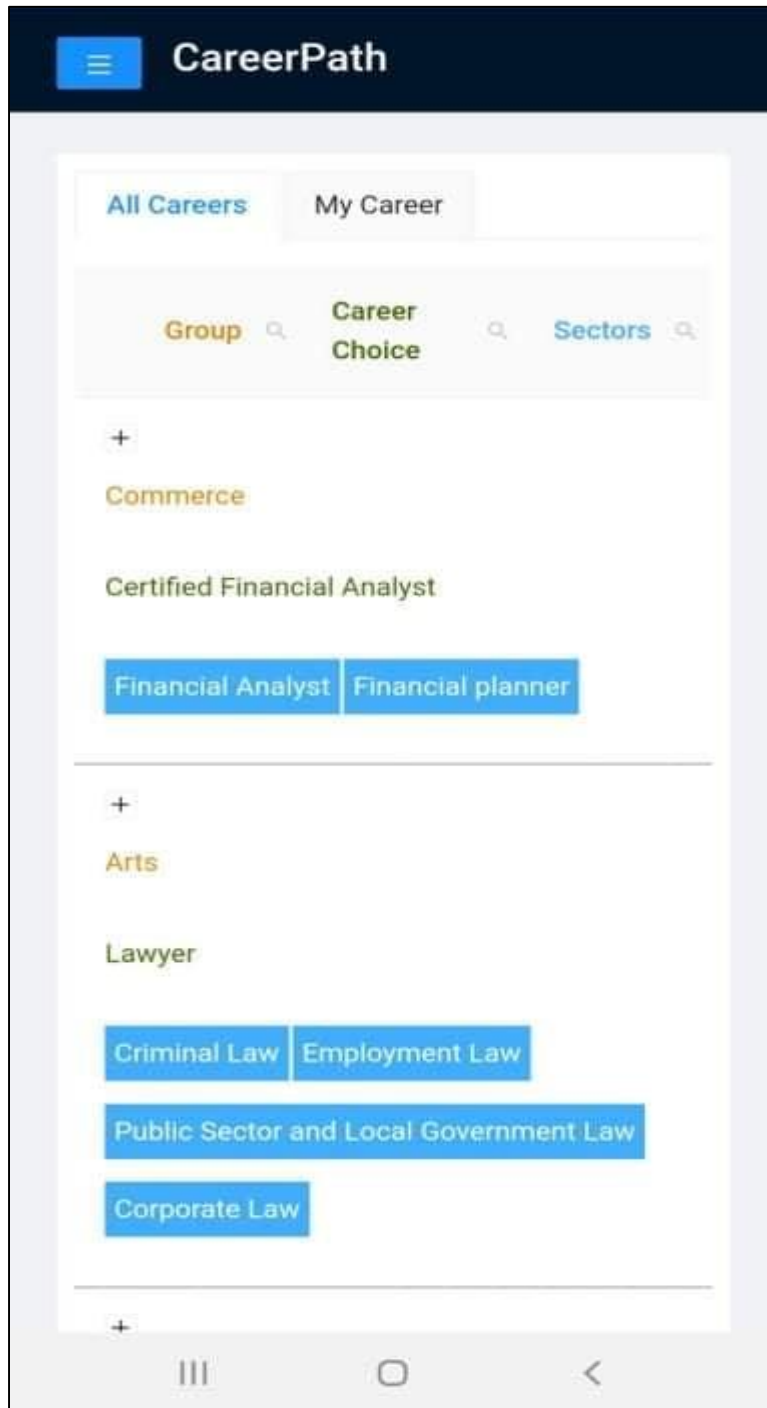 CareerPath
All Careers My Career
Group Career Choice Sectors
+
Commerce
Certified Financial Analyst
Financial Analyst Financial planner
+
Arts
Lawyer
Criminal Law Employment Law
Public Sector and Local Government Law
Corporate Law
+